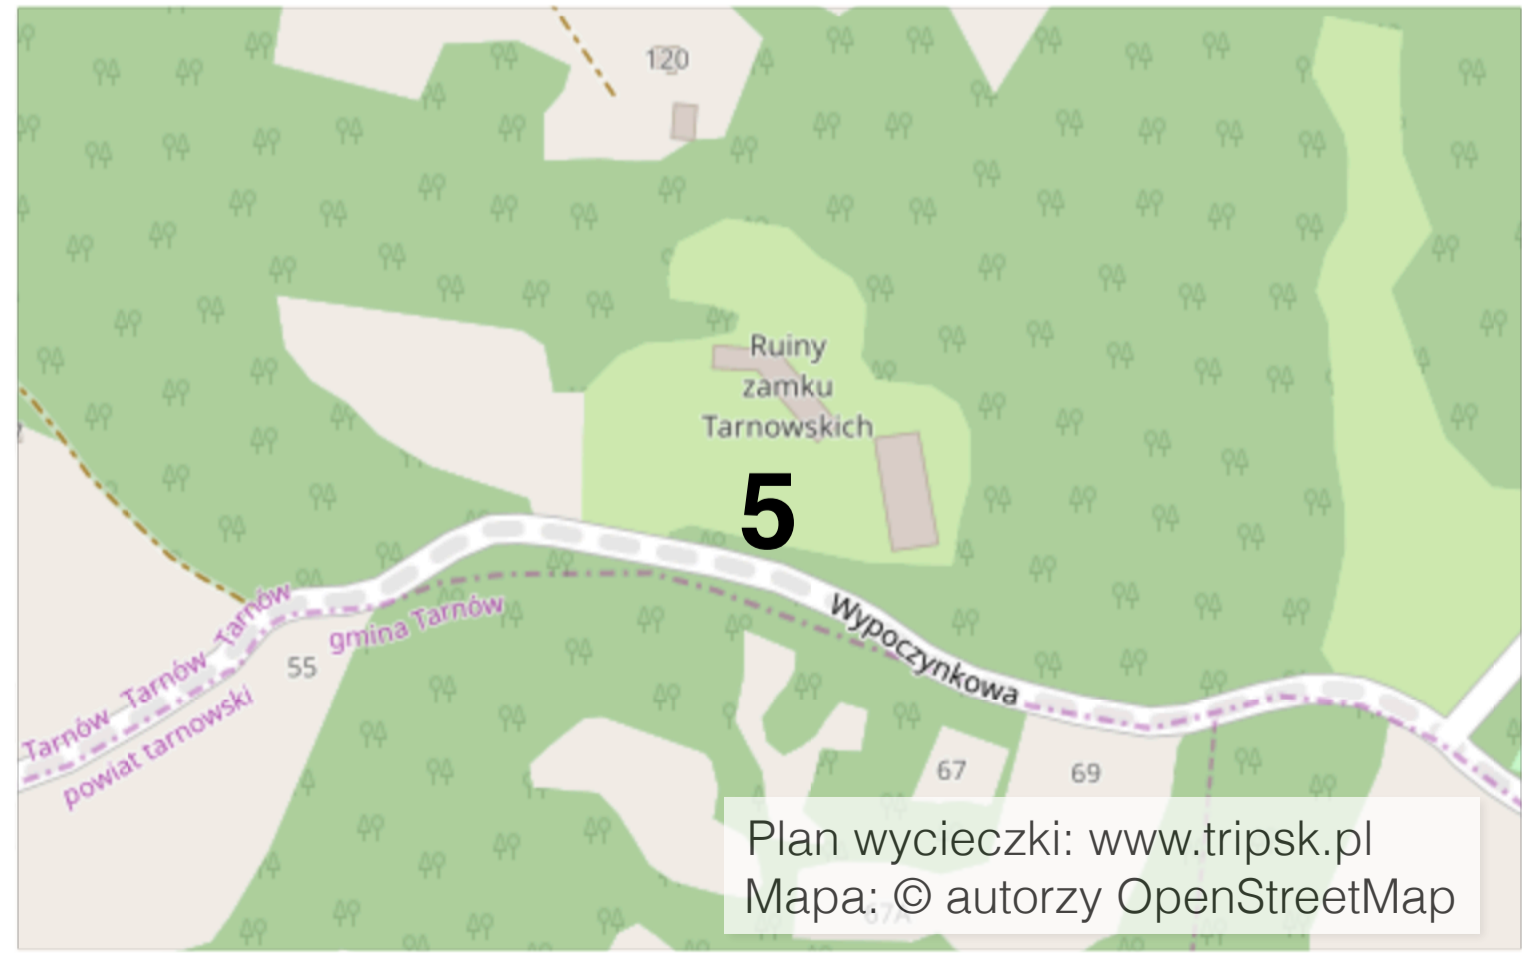 120
Ruiny
zamku
Tarnowskich
5
Wypoczynkowa
Tarnów
Tarnów
Tarnów
gmina Tarnów
powiat tarnowski
55
67
69
67A
Plan wycieczki: www.tripsk.pl
Mapa: © autorzy OpenStreetMap